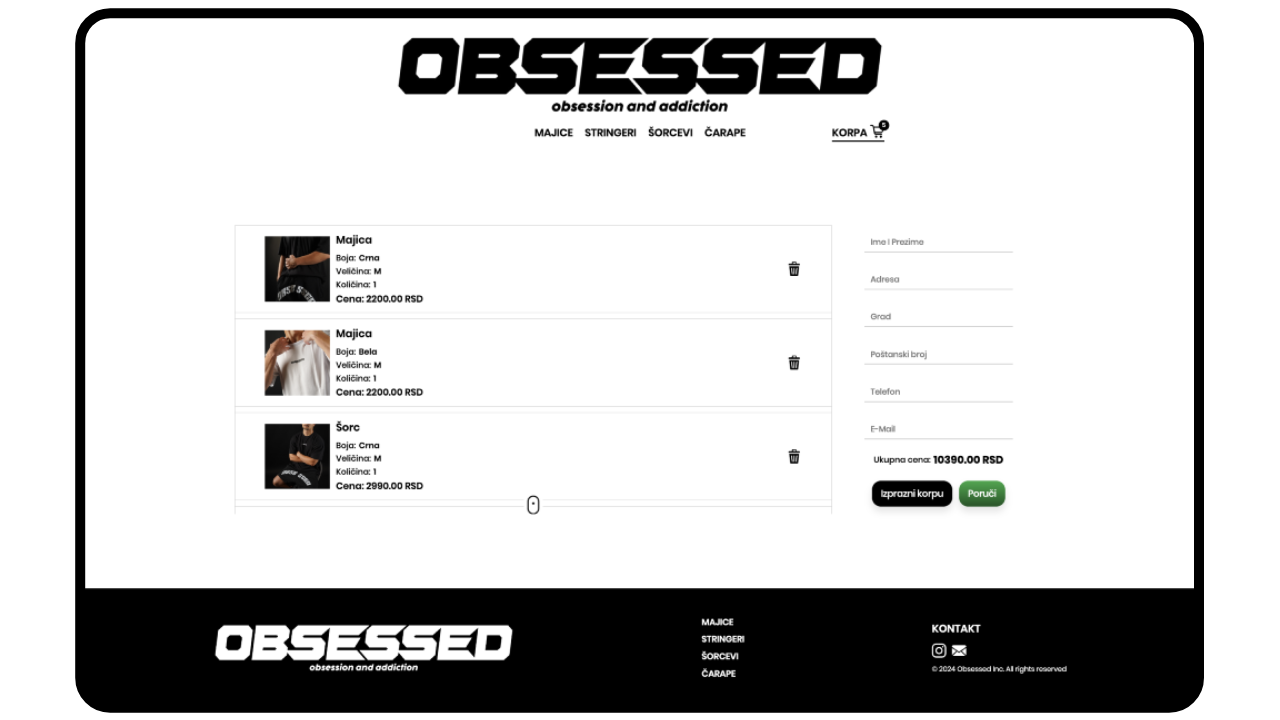 OBSESSED
obsession and addiction
MAJICE STRINGERI ŠORCEVI ČARAPE KORPA 5
Majica
Boja: Crna
Veličina: M
Količina: 1
Cena: 2200.00 RSD
Majica
Boja: Bela
Veličina: M
Količina: 1
Cena: 2200.00 RSD
Šorc
Boja: Crna
Veličina: M
Količina: 1
Cena: 2990.00 RSD
Ime i Prezime
Adresa
Grad
Poštanski broj
Telefon
E-Mail
Ukupna cena: 10390.00 RSD
Izprazni korpu Poruči
OBSESSED
obsession and addiction
MAJICE
STRINGERI
ŠORCEVI
ČARAPE
KONTAKT
© 2024 Obsessed Inc. All rights reserved